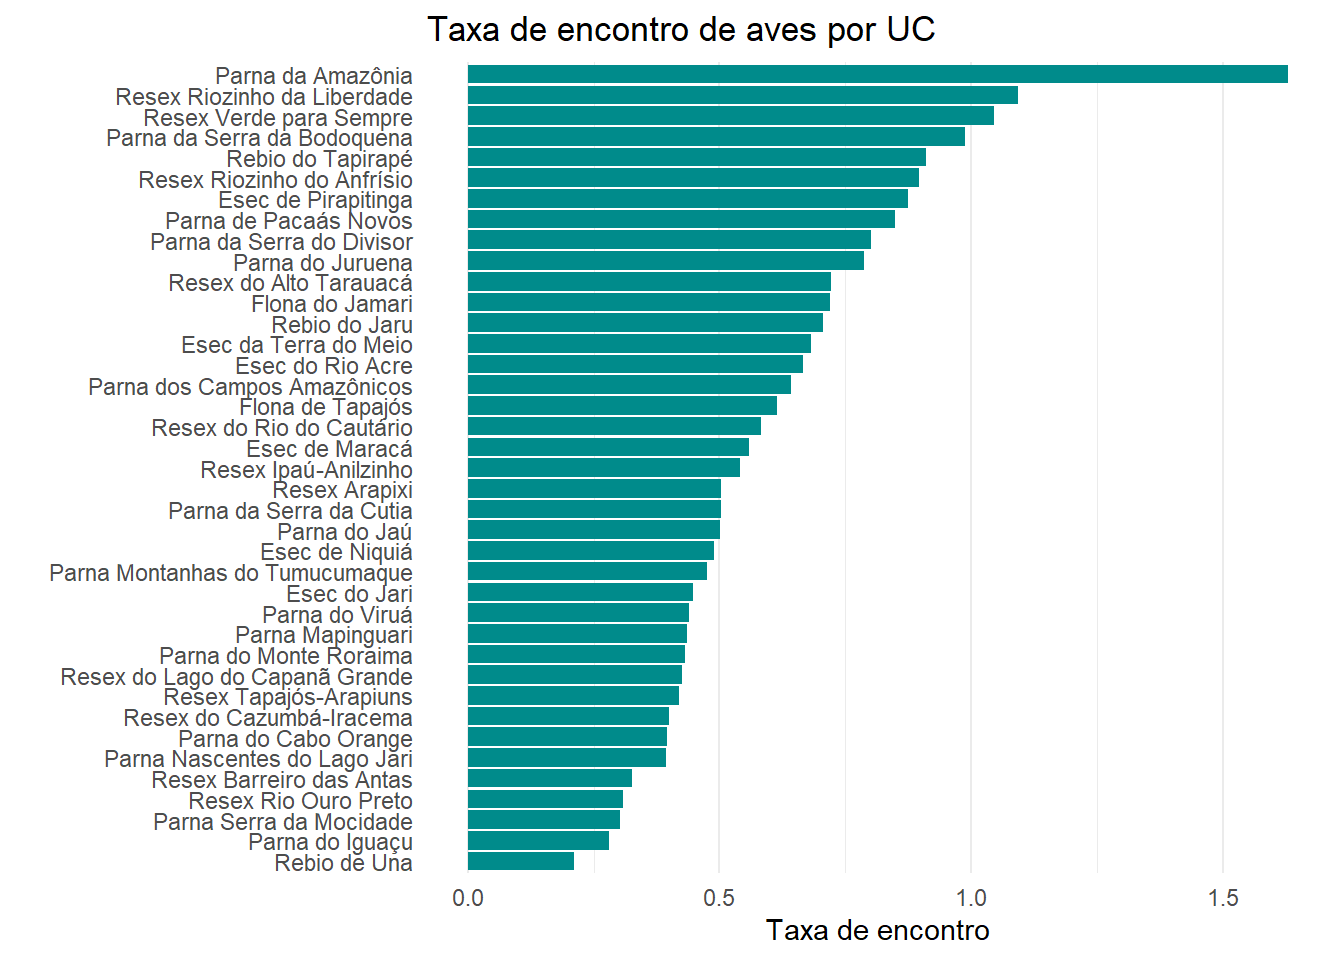 Taxa de encontro de aves por UC
Parna da Amazônia
Resex Riozinho da Liberdade
Resex Verde para Sempre
Parna da Serra da Bodoquena
Rebio do Tapirapé
Resex Riozinho do Anfrísio
Esec de Pirapitinga
Parna de Pacaás Novos
Parna da Serra do Divisor
Parna do Juruena
Resex do Alto Tarauacá
Flona do Jamari
Rebio do Jaru
Esec da Terra do Meio
Esec do Rio Acre
Parna dos Campos Amazônicos
Flona de Tapajós
Resex do Rio do Cautário
Esec de Maracá
Resex Ipaú-Anilzinho
Resex Arapixi
Parna da Serra da Cutia
Parna do Jaú
Esec de Niquiá
Parna Montanhas do Tumucumaque
Esec do Jari
Parna do Viruá
Parna Mapinguari
Parna do Monte Roraima
Resex do Lago do Capanã Grande
Resex Tapajós-Arapiuns
Resex do Cazumbá-Iracema
Parna do Cabo Orange
Parna Nascentes do Lago Jari
Resex Barreiro das Antas
Resex Rio Ouro Preto
Parna Serra da Mocidade
Parna do Iguaçu
Rebio de Una
0.0 0.5 1.0 1.5
Taxa de encontro